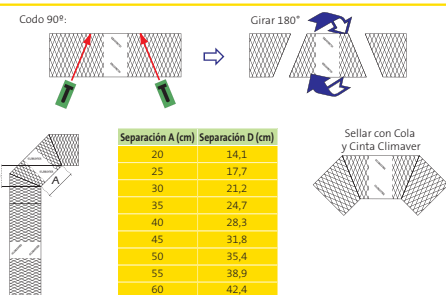 Codo 90º:
Girar 180°
Sellar con Cola
y Cinta Climaver
A
Separación A (cm) Separación D (cm)
20 14,1
25 17,7
30 21,2
35 24,7
40 28,3
45 31,8
50 35,4
55 38,9
60 42,4